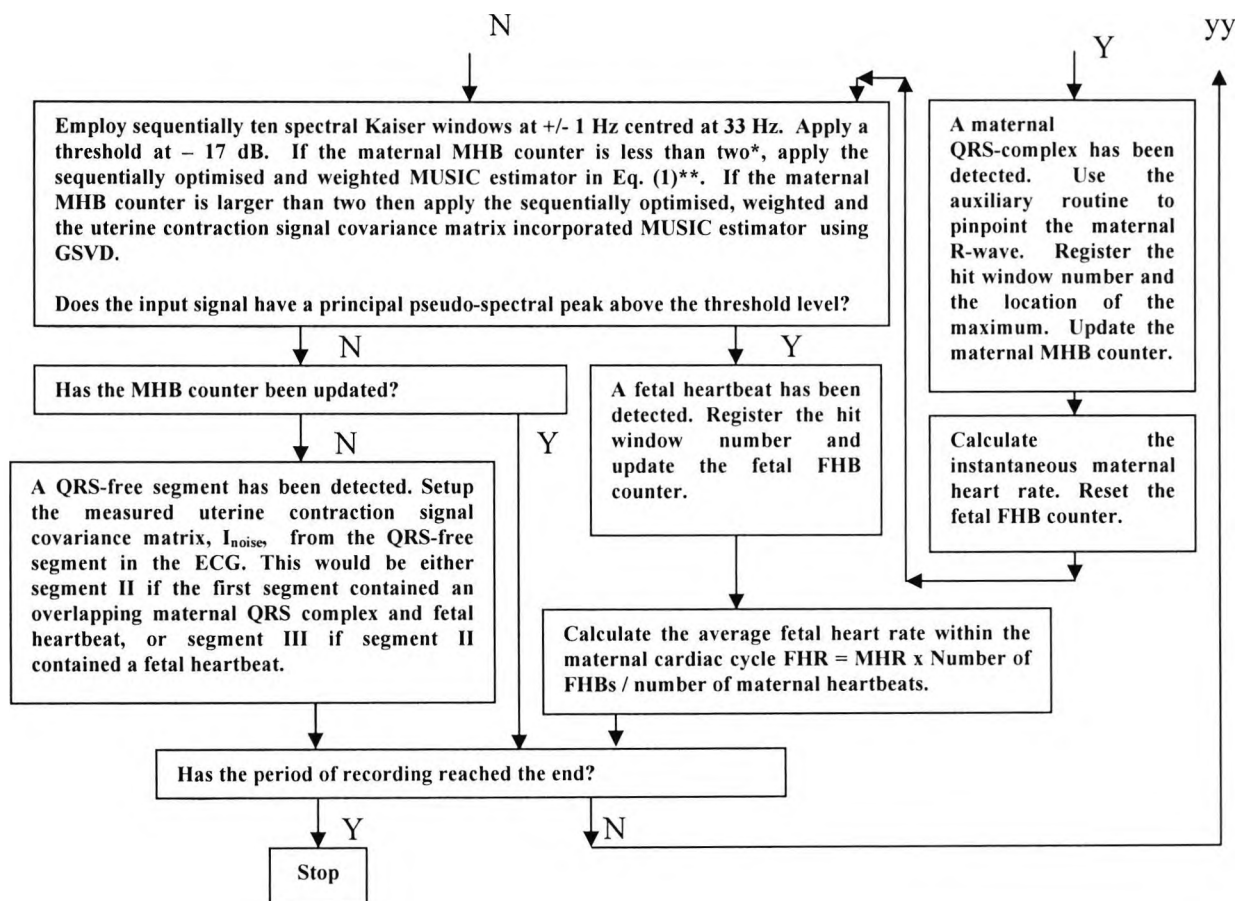 N
Y
yy
Employ sequentially ten spectral Kaiser windows at +/- 1 Hz centred at 33 Hz. Apply a
threshold at – 17 dB. If the maternal MHB counter is less than two*, apply the
sequentially optimised and weighted MUSIC estimator in Eq. (1)**. If the maternal
MHB counter is larger than two then apply the sequentially optimised, weighted and
the uterine contraction signal covariance matrix incorporated MUSIC estimator using
GSVD.
Does the input signal have a principal pseudo-spectral peak above the threshold level?
A maternal
QRS-complex has been
detected. Use the
auxiliary routine to
pinpoint the maternal
R-wave. Register the
hit window number and
the location of the
maximum. Update the
maternal MHB counter.
N
Y
Has the MHB counter been updated?
A fetal heartbeat has been
detected. Register the hit
window number and
update the fetal FHB
counter.
Calculate the
instantaneous maternal
heart rate. Reset the
fetal FHB counter.
N
Y
A QRS-free segment has been detected. Setup
the measured uterine contraction signal
covariance matrix, Inoise, from the QRS-free
segment in the ECG. This would be either
segment II if the first segment contained an
overlapping maternal QRS complex and fetal
heartbeat, or segment III if segment II
contained a fetal heartbeat.
Calculate the average fetal heart rate within the
maternal cardiac cycle FHR = MHR x Number of
FHBs / number of maternal heartbeats.
Has the period of recording reached the end?
Y
N
Stop